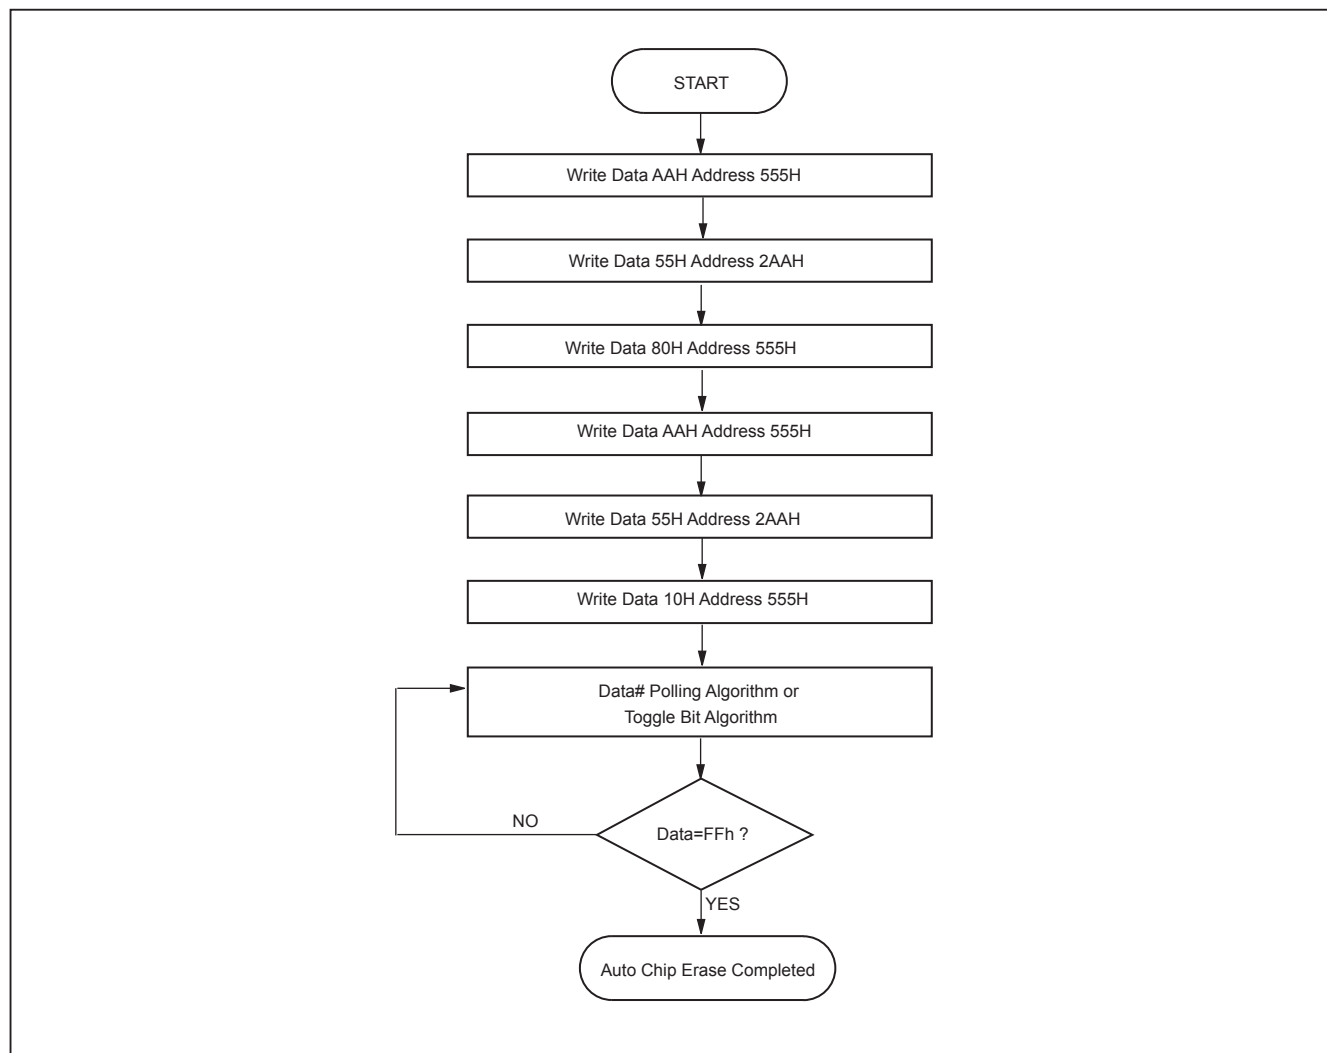 START
Write Data AAH Address 555H
Write Data 55H Address 2AAH
Write Data 80H Address 555H
Write Data AAH Address 555H
Write Data 55H Address 2AAH
Write Data 10H Address 555H
Data# Polling Algorithm or
Toggle Bit Algorithm
NO
Data=FFh ?
YES
Auto Chip Erase Completed